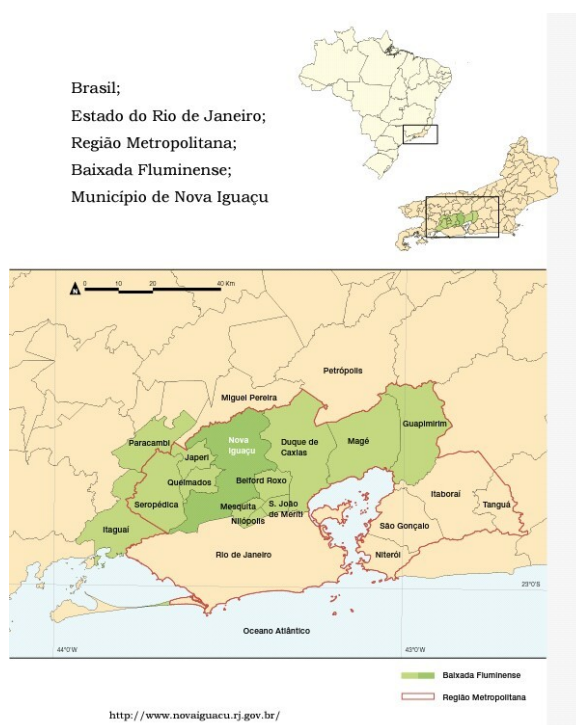 Brasil;
Estado do Rio de Janeiro;
Região Metropolitana;
Baixada Fluminense;
Município de Nova Iguaçu
N
10
20
40 Km
Petrópolis
Miguel Pereira
Guapimirim
Paracambi
Nova
Iguaçu
Duque de
Caxias
Magé
Japeri
Queimados
Belford Roxo
Itaboraí
Seropédica
Mesquita
S. João
de Meriti
Tanguá
Nilópolis
Itaguaí
São Gonçalo
Rio de Janeiro
Niterói
23°0'S
Oceano Atlântico
44°0'W
43°0'W
Baixada Fluminense
Região Metropolitana
http://www.novaiguacu.rj.gov.br/